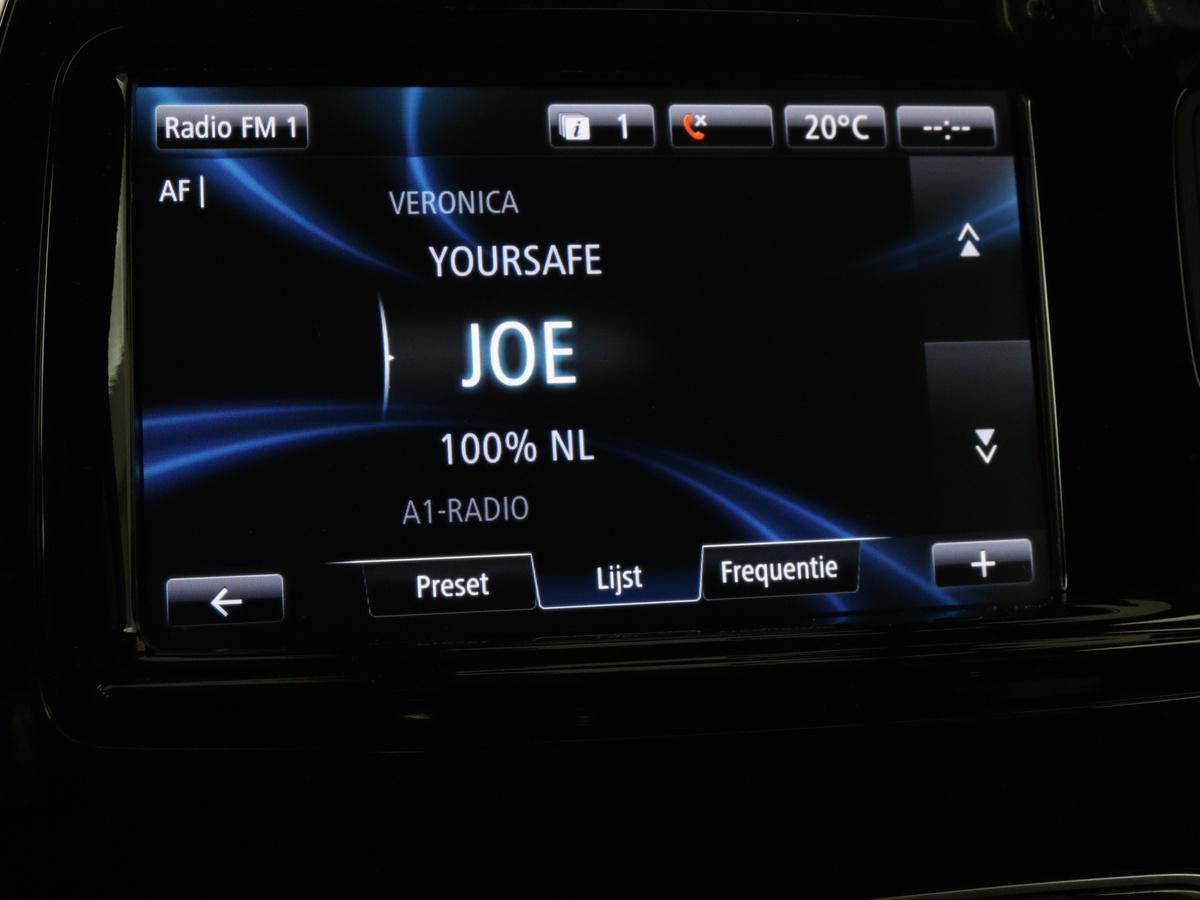 Radio FM 1
i 1
20°C
--:--
AF |
VERONICA
YOURSAFE
JOE
100% NL
A1-RADIO
Preset
Lijst
Frequentie
+